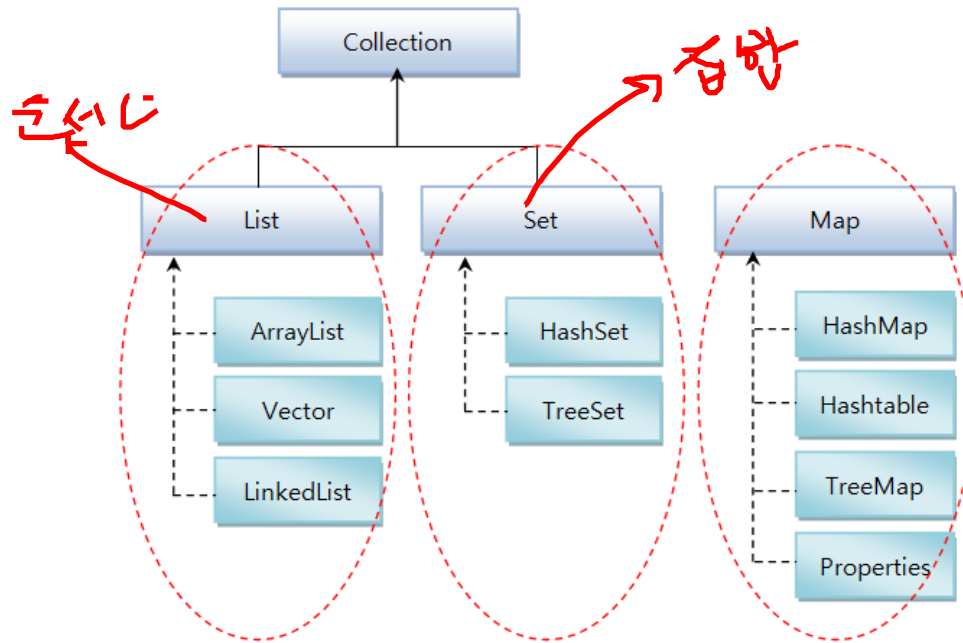 Collection
순서
집합
List
Set
Map
ArrayList
HashSet
HashMap
Vector
TreeSet
Hashtable
LinkedList
TreeMap
Properties